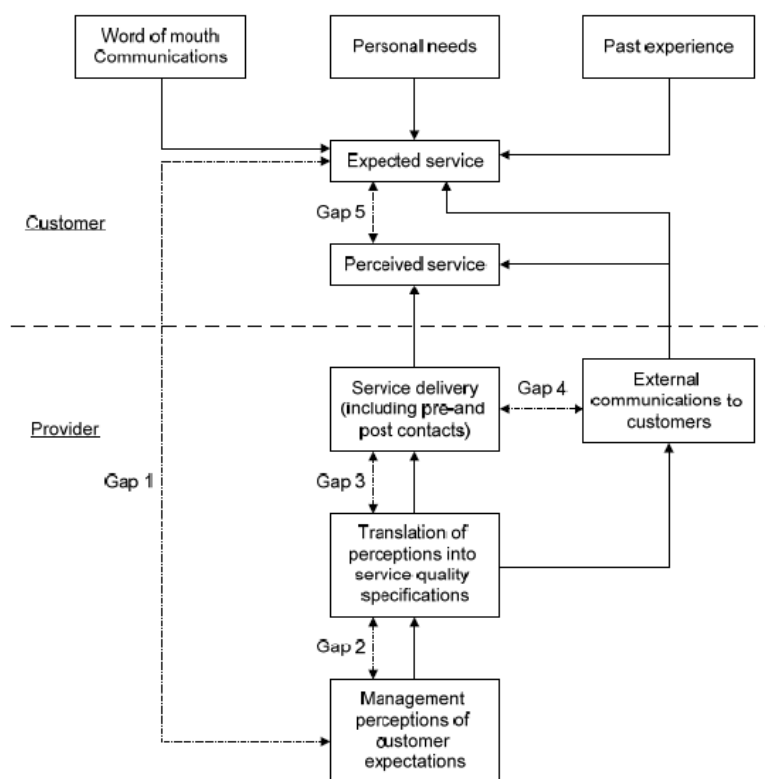 Word of mouth
Communications
Personal needs
Past experience
Expected service
Gap 5
Customer
Perceived service
Service delivery
(including pre-and
post contacts)
Gap 4
External
communications to
customers
Provider
Gap 1
Gap 3
Translation of
perceptions into
service quality
specifications
Gap 2
Management
perceptions of
customer
expectations